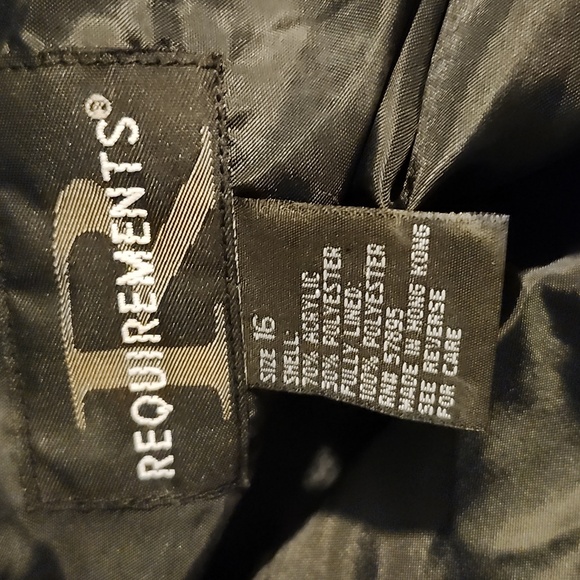 REQUIREMENTS®
R
SIZE 16
SHELL:
70% ACRYLIC
30% POLYESTER
FULLY LINED:
100% POLYESTER
RN# 57905
MADE IN HONG KONG
SEE REVERSE
FOR CARE